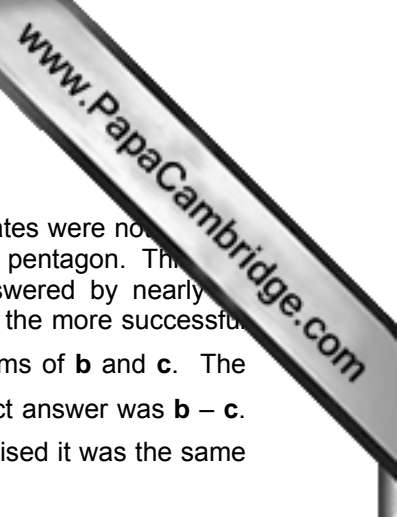 www.PapaCambridge.com
ates were no
pentagon. Th
swered by nearly
the more successfu
ms of b and c. The
ct answer was b – c.
ised it was the same